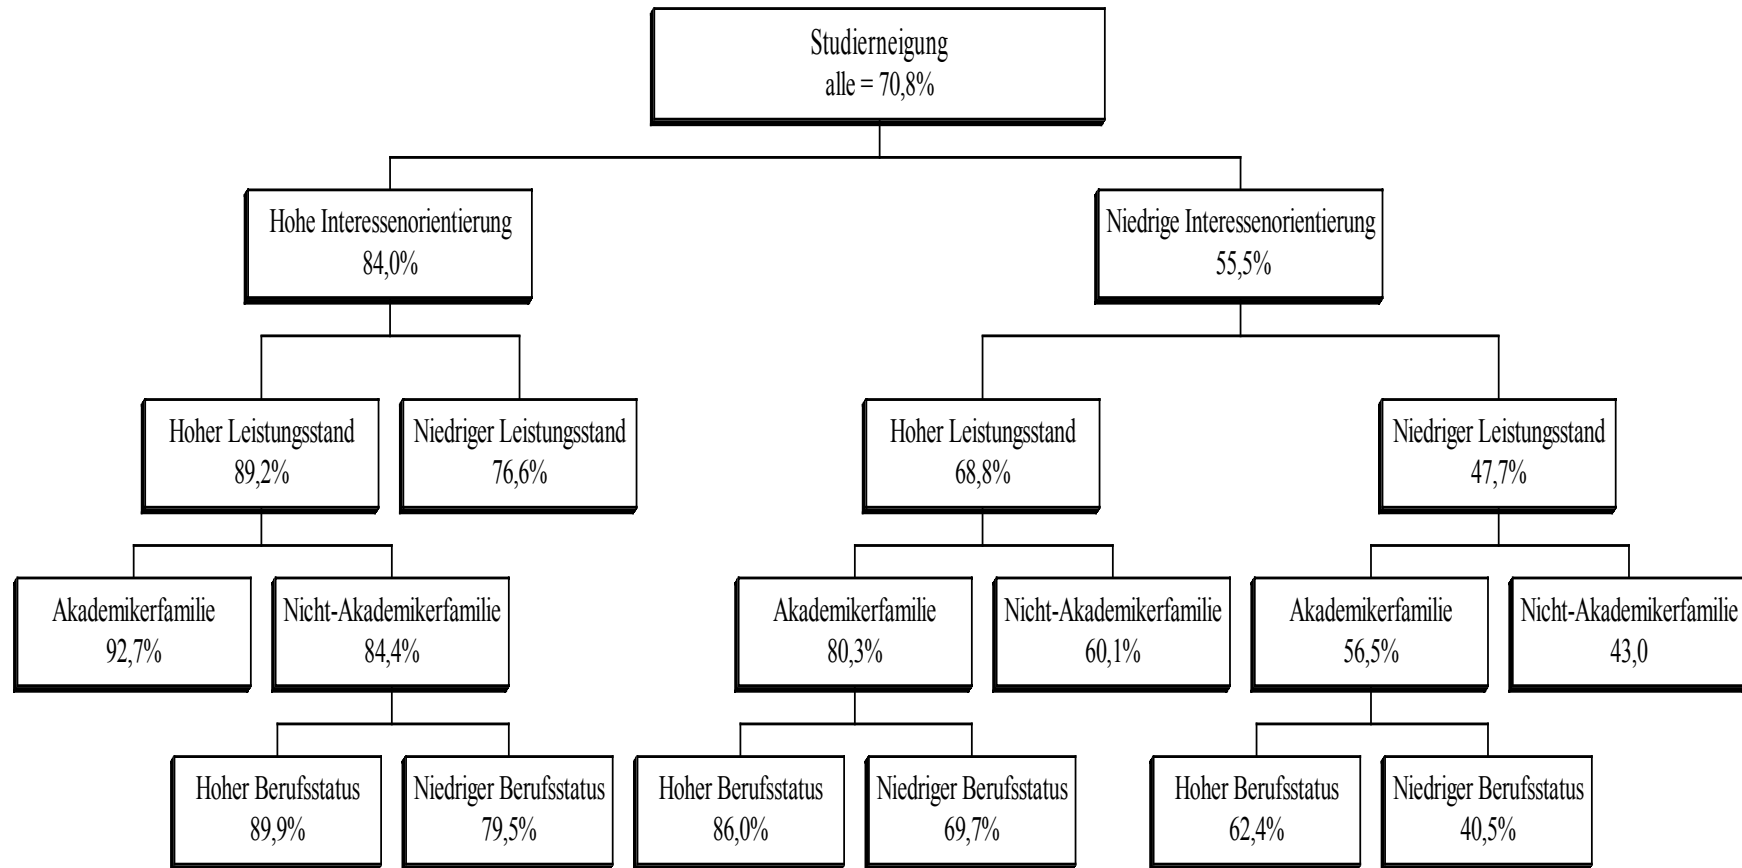 Studierneigung
alle = 70,8%
Hohe Interessenorientierung
84,0%
Niedrige Interessenorientierung
55,5%
Hoher Leistungsstand
89,2%
Niedriger Leistungsstand
76,6%
Hoher Leistungsstand
68,8%
Niedriger Leistungsstand
47,7%
Akademikerfamilie
92,7%
Nicht-Akademikerfamilie
84,4%
Akademikerfamilie
80,3%
Nicht-Akademikerfamilie
60,1%
Akademikerfamilie
56,5%
Nicht-Akademikerfamilie
43,0
Hoher Berufsstatus
89,9%
Niedriger Berufsstatus
79,5%
Hoher Berufsstatus
86,0%
Niedriger Berufsstatus
69,7%
Hoher Berufsstatus
62,4%
Niedriger Berufsstatus
40,5%